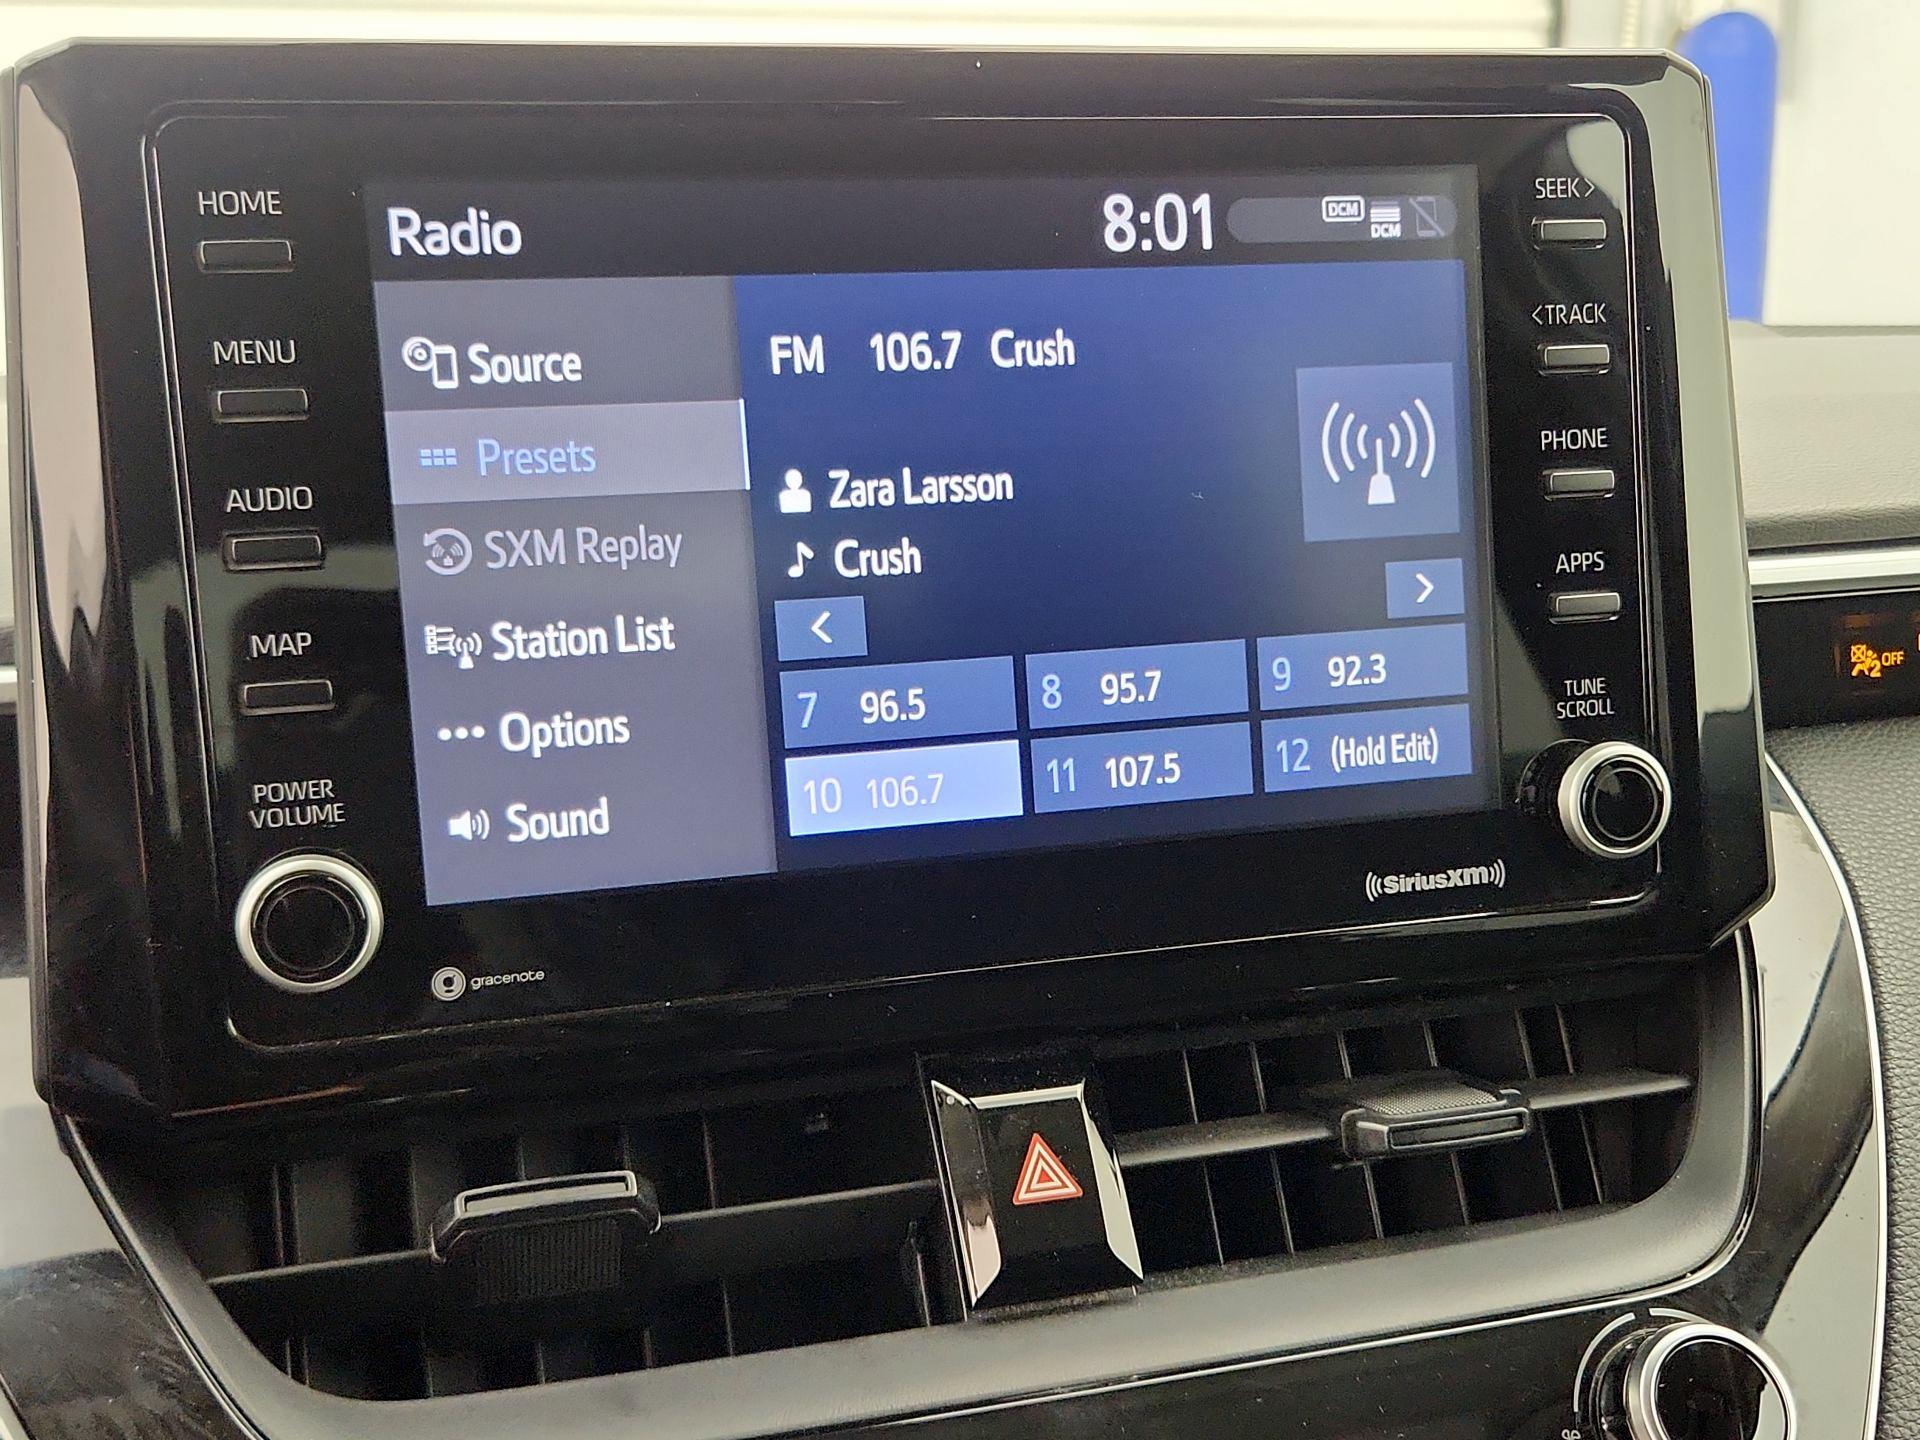 HOME
MENU
AUDIO
MAP
POWER
VOLUME
Radio
8:01
DCM
DCM
Source
Presets
SXM Replay
Station List
Options
Sound
FM 106.7 Crush
Zara Larsson
Crush
<
>
7 96.5
8 95.7
9 92.3
10 106.7
11 107.5
12 (Hold Edit)
SEEK>
<TRACK
PHONE
APPS
TUNE
SCROLL
SiriusXM
gracenote
2 OFF